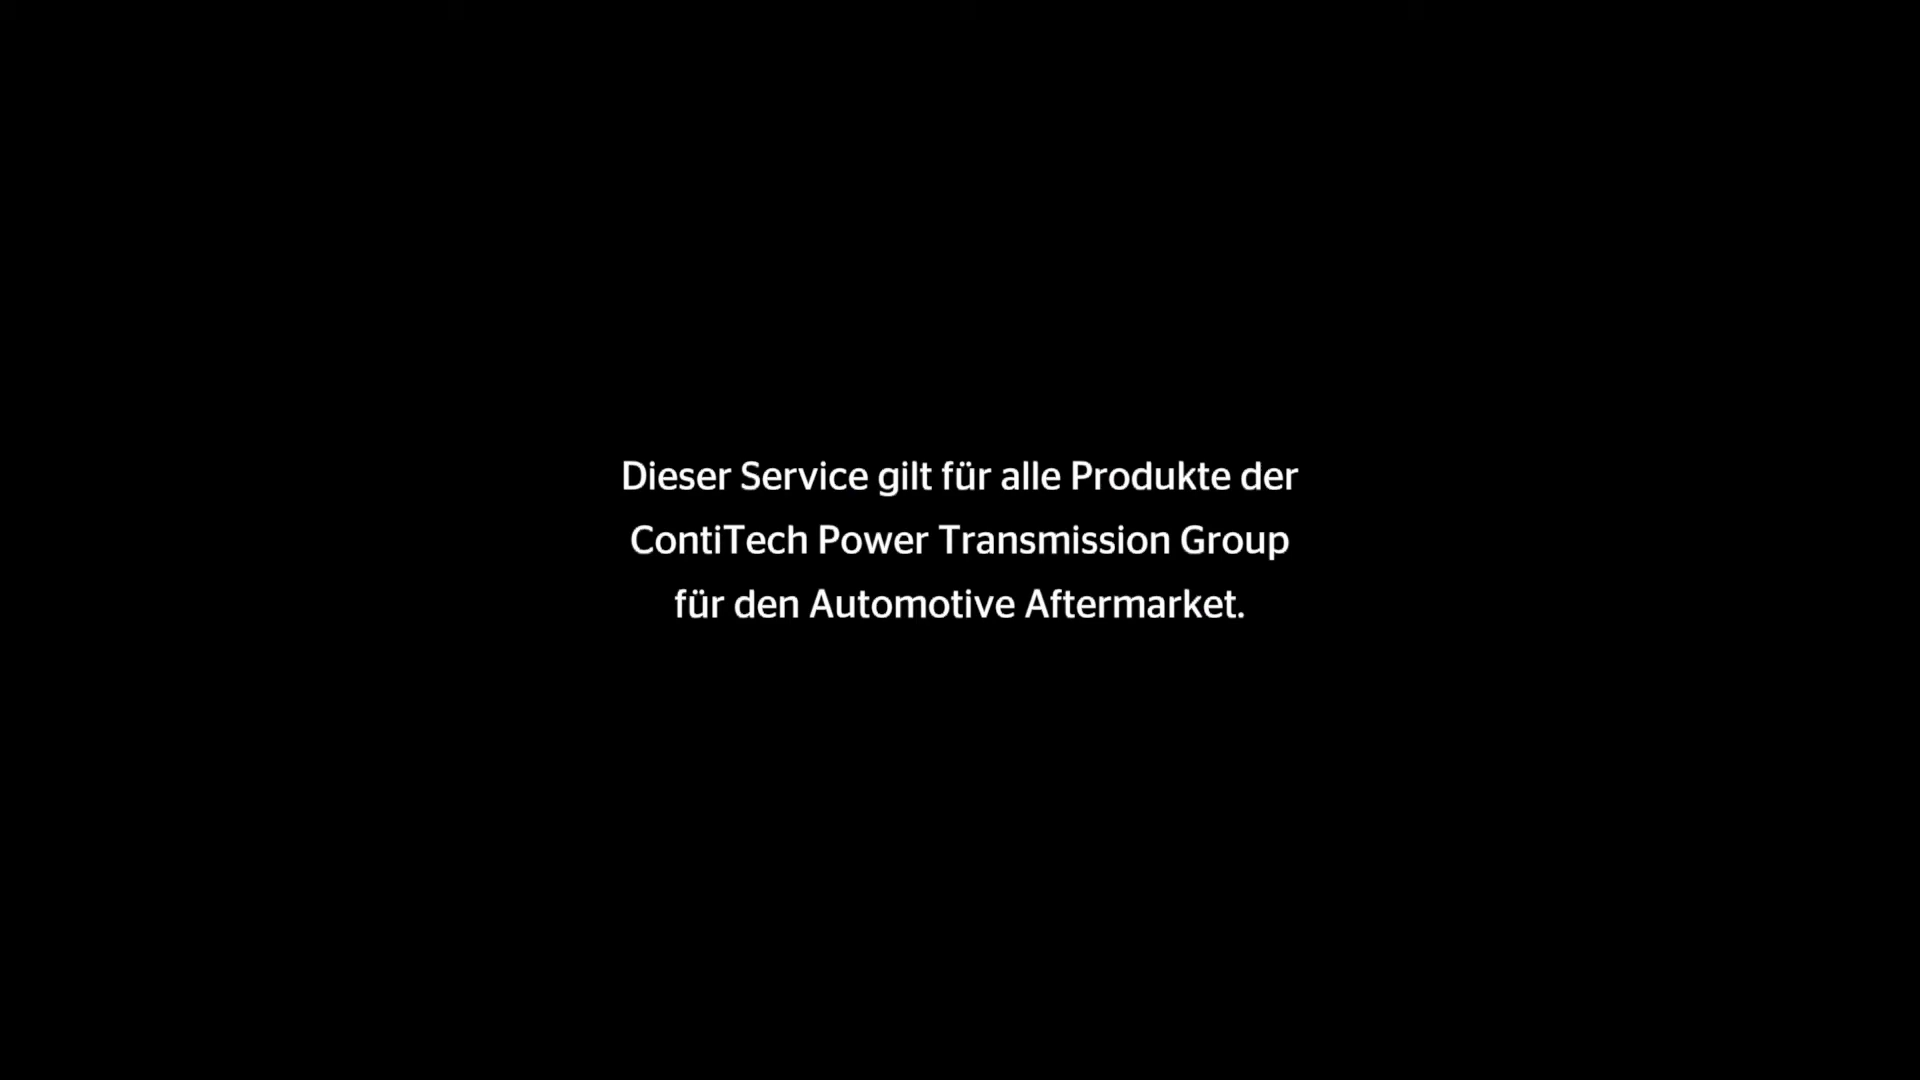 Dieser Service gilt für alle Produkte der
ContiTech Power Transmission Group
für den Automotive Aftermarket.